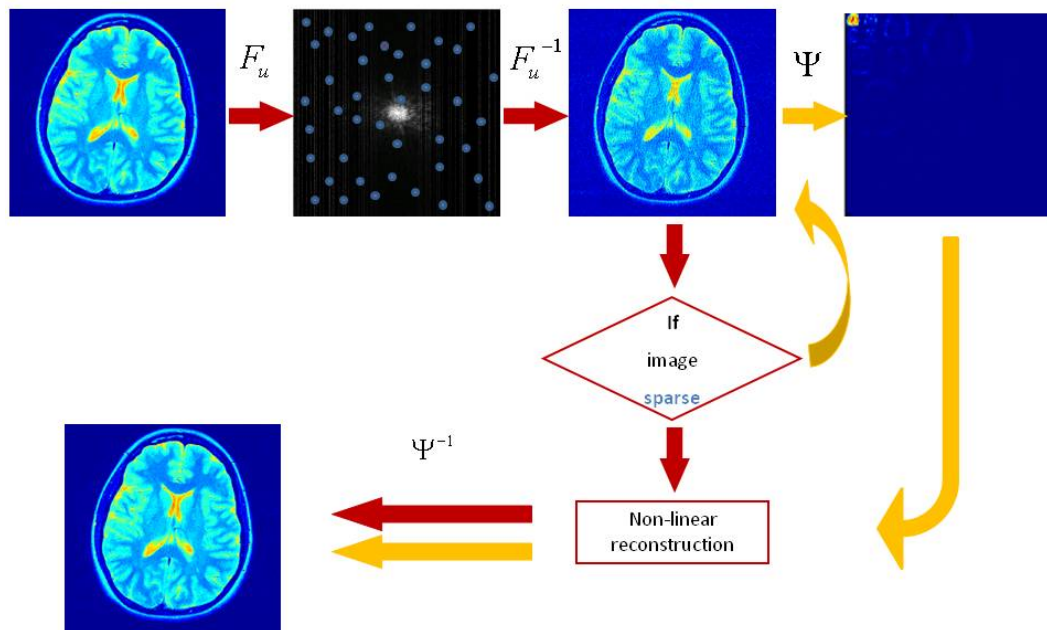 F_u
F_u^{-1}
Ψ
If
image
sparse
Ψ^{-1}
Non-linear
reconstruction